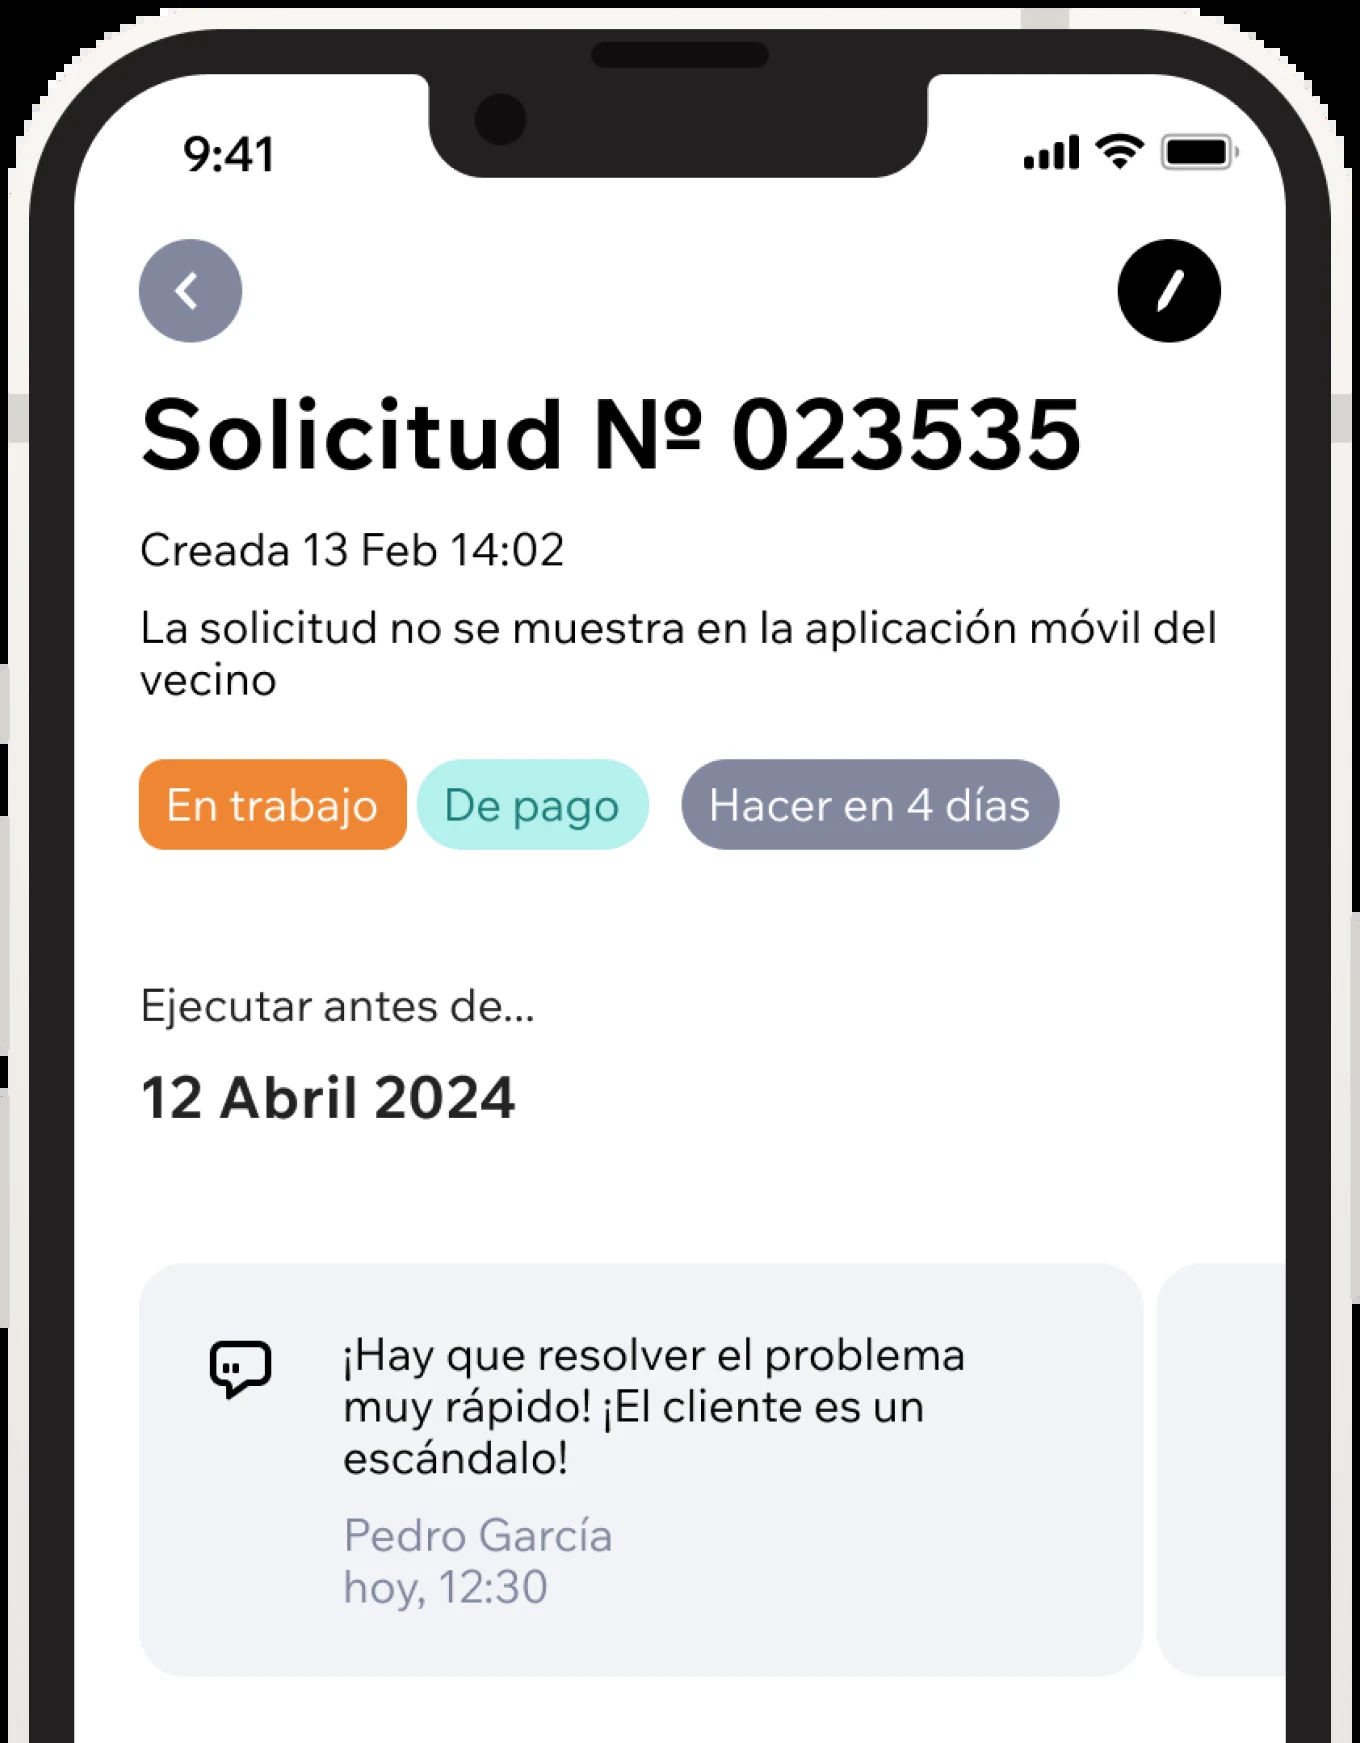 9:41
Solicitud Nº 023535
Creada 13 Feb 14:02
La solicitud no se muestra en la aplicación móvil del
vecino
En trabajo
De pago
Hacer en 4 días
Ejecutar antes de...
12 Abril 2024
¡Hay que resolver el problema
muy rápido! ¡El cliente es un
escándalo!
Pedro García
hoy, 12:30